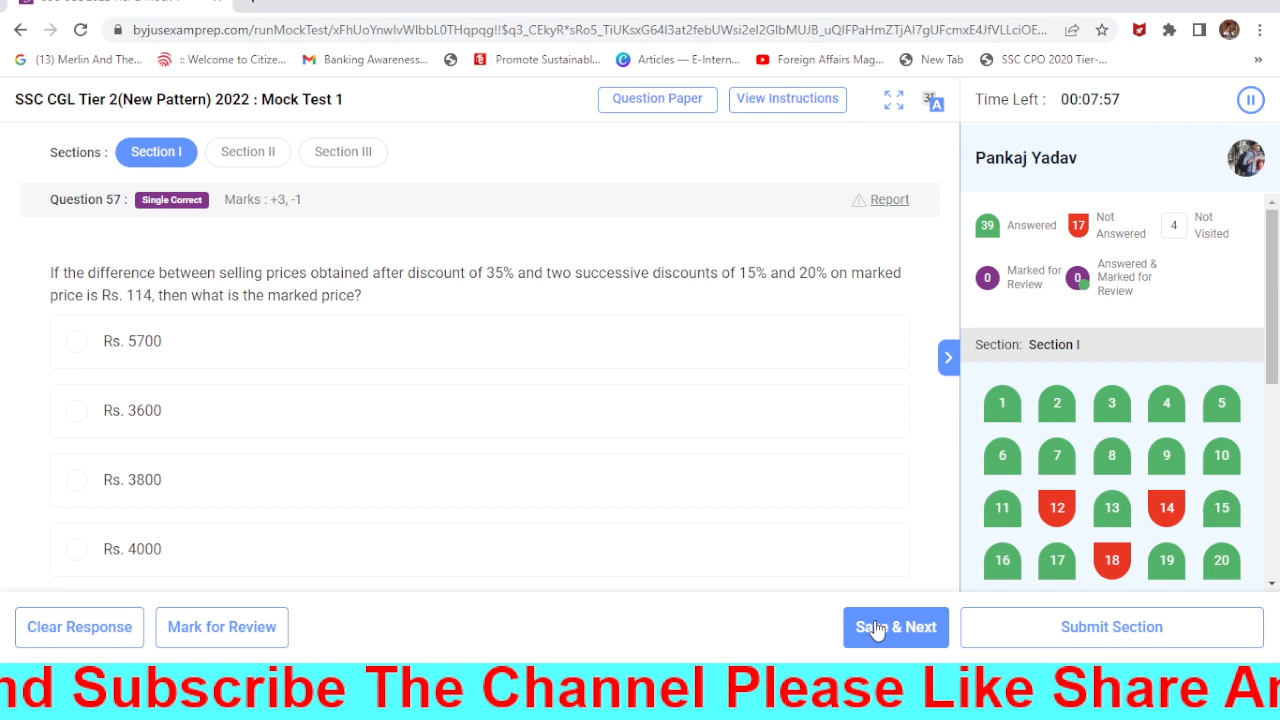 byjusexamprep.com/runMockTest/xFhUoYnwIvWlbbL0THqpqg!!$q3_CEkyR*sRo5_TiUKsxG64I3at2febUWsi2eI2GlbMUJB_uQIFPaHmZTjAI7gUFcmxE4JfVLLciOE...
(13) Merlin And The...
:: Welcome to Citize...
Banking Awareness...
Promote Sustainabl...
Articles — E-Intern...
Foreign Affairs Mag...
New Tab
SSC CPO 2020 Tier-...
»
SSC CGL Tier 2(New Pattern) 2022 : Mock Test 1
Question Paper
View Instructions
Time Left : 00:07:57
Sections : Section I Section II Section III
Pankaj Yadav
Question 57 : Single Correct Marks : +3, -1
Report
39 Answered
17 Not Answered
4 Not Visited
0 Marked for Review
0 Answered & Marked for Review
If the difference between selling prices obtained after discount of 35% and two successive discounts of 15% and 20% on marked
price is Rs. 114, then what is the marked price?
Rs. 5700
Rs. 3600
Rs. 3800
Rs. 4000
Section: Section I
1 2 3 4 5
6 7 8 9 10
11 12 13 14 15
16 17 18 19 20
Clear Response
Mark for Review
Save & Next
Submit Section
nd Subscribe The Channel Please Like Share An